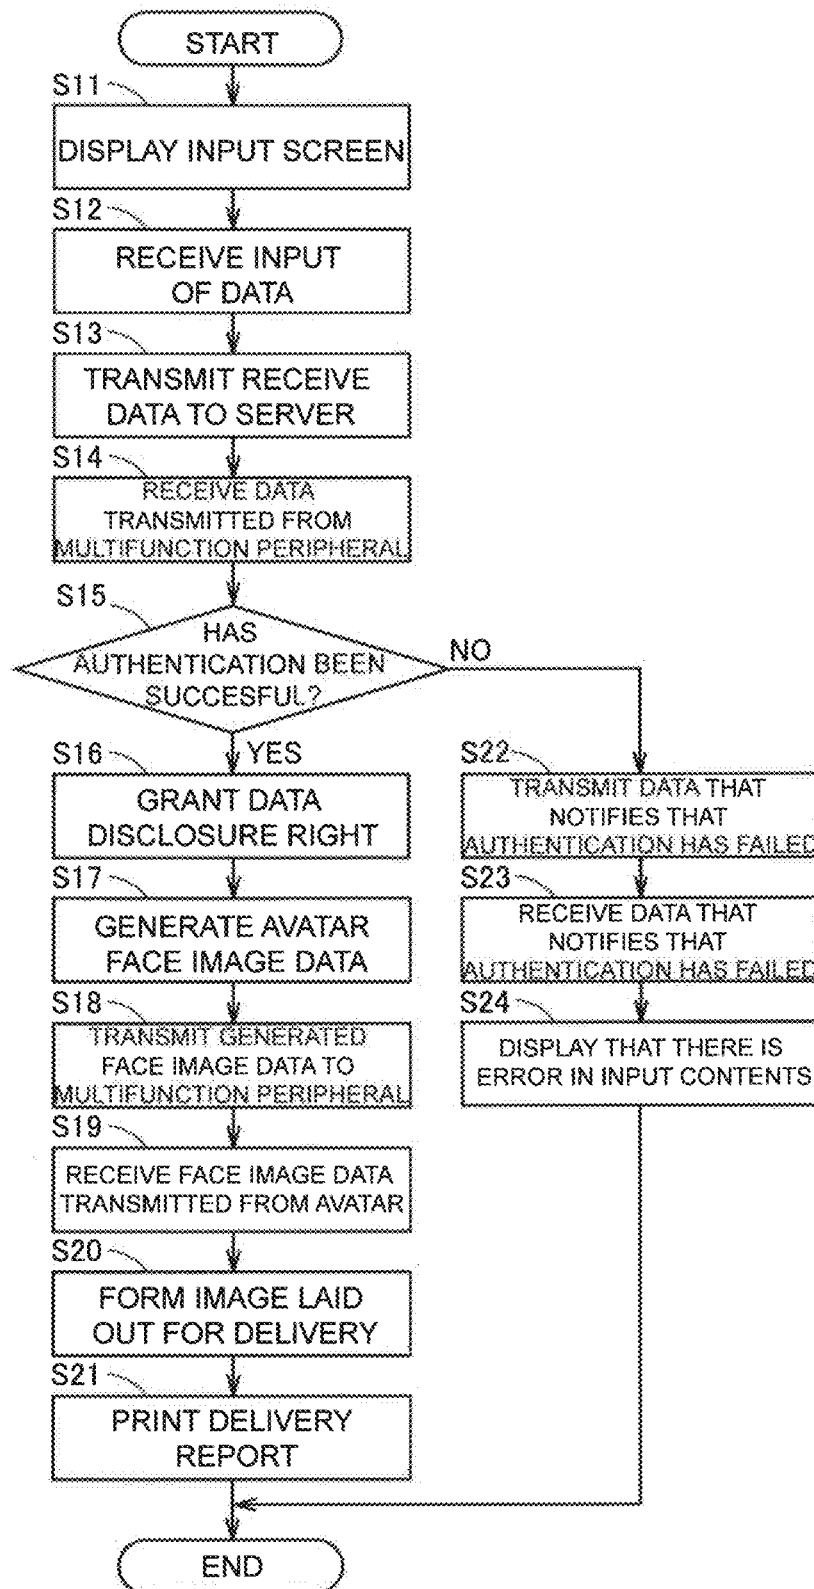 START
S11
DISPLAY INPUT SCREEN
S12
RECEIVE INPUT
OF DATA
S13
TRANSMIT RECEIVE
DATA TO SERVER
S14
RECEIVE DATA
TRANSMITTED FROM
MULTIFUNCTION PERIPHERAL
S15
HAS
AUTHENTICATION BEEN
SUCCESFUL?
NO
YES
S16
GRANT DATA
DISCLOSURE RIGHT
S17
GENERATE AVATAR
FACE IMAGE DATA
S18
TRANSMIT GENERATED
FACE IMAGE DATA TO
MULTIFUNCTION PERIPHERAL
S19
RECEIVE FACE IMAGE DATA
TRANSMITTED FROM AVATAR
S20
FORM IMAGE LAID
OUT FOR DELIVERY
S21
PRINT DELIVERY
REPORT
S22
TRANSMIT DATA THAT
NOTIFIES THAT
AUTHENTICATION HAS FAILED
S23
RECEIVE DATA THAT
NOTIFIES THAT
AUTHENTICATION HAS FAILED
S24
DISPLAY THAT THERE IS
ERROR IN INPUT CONTENTS
END